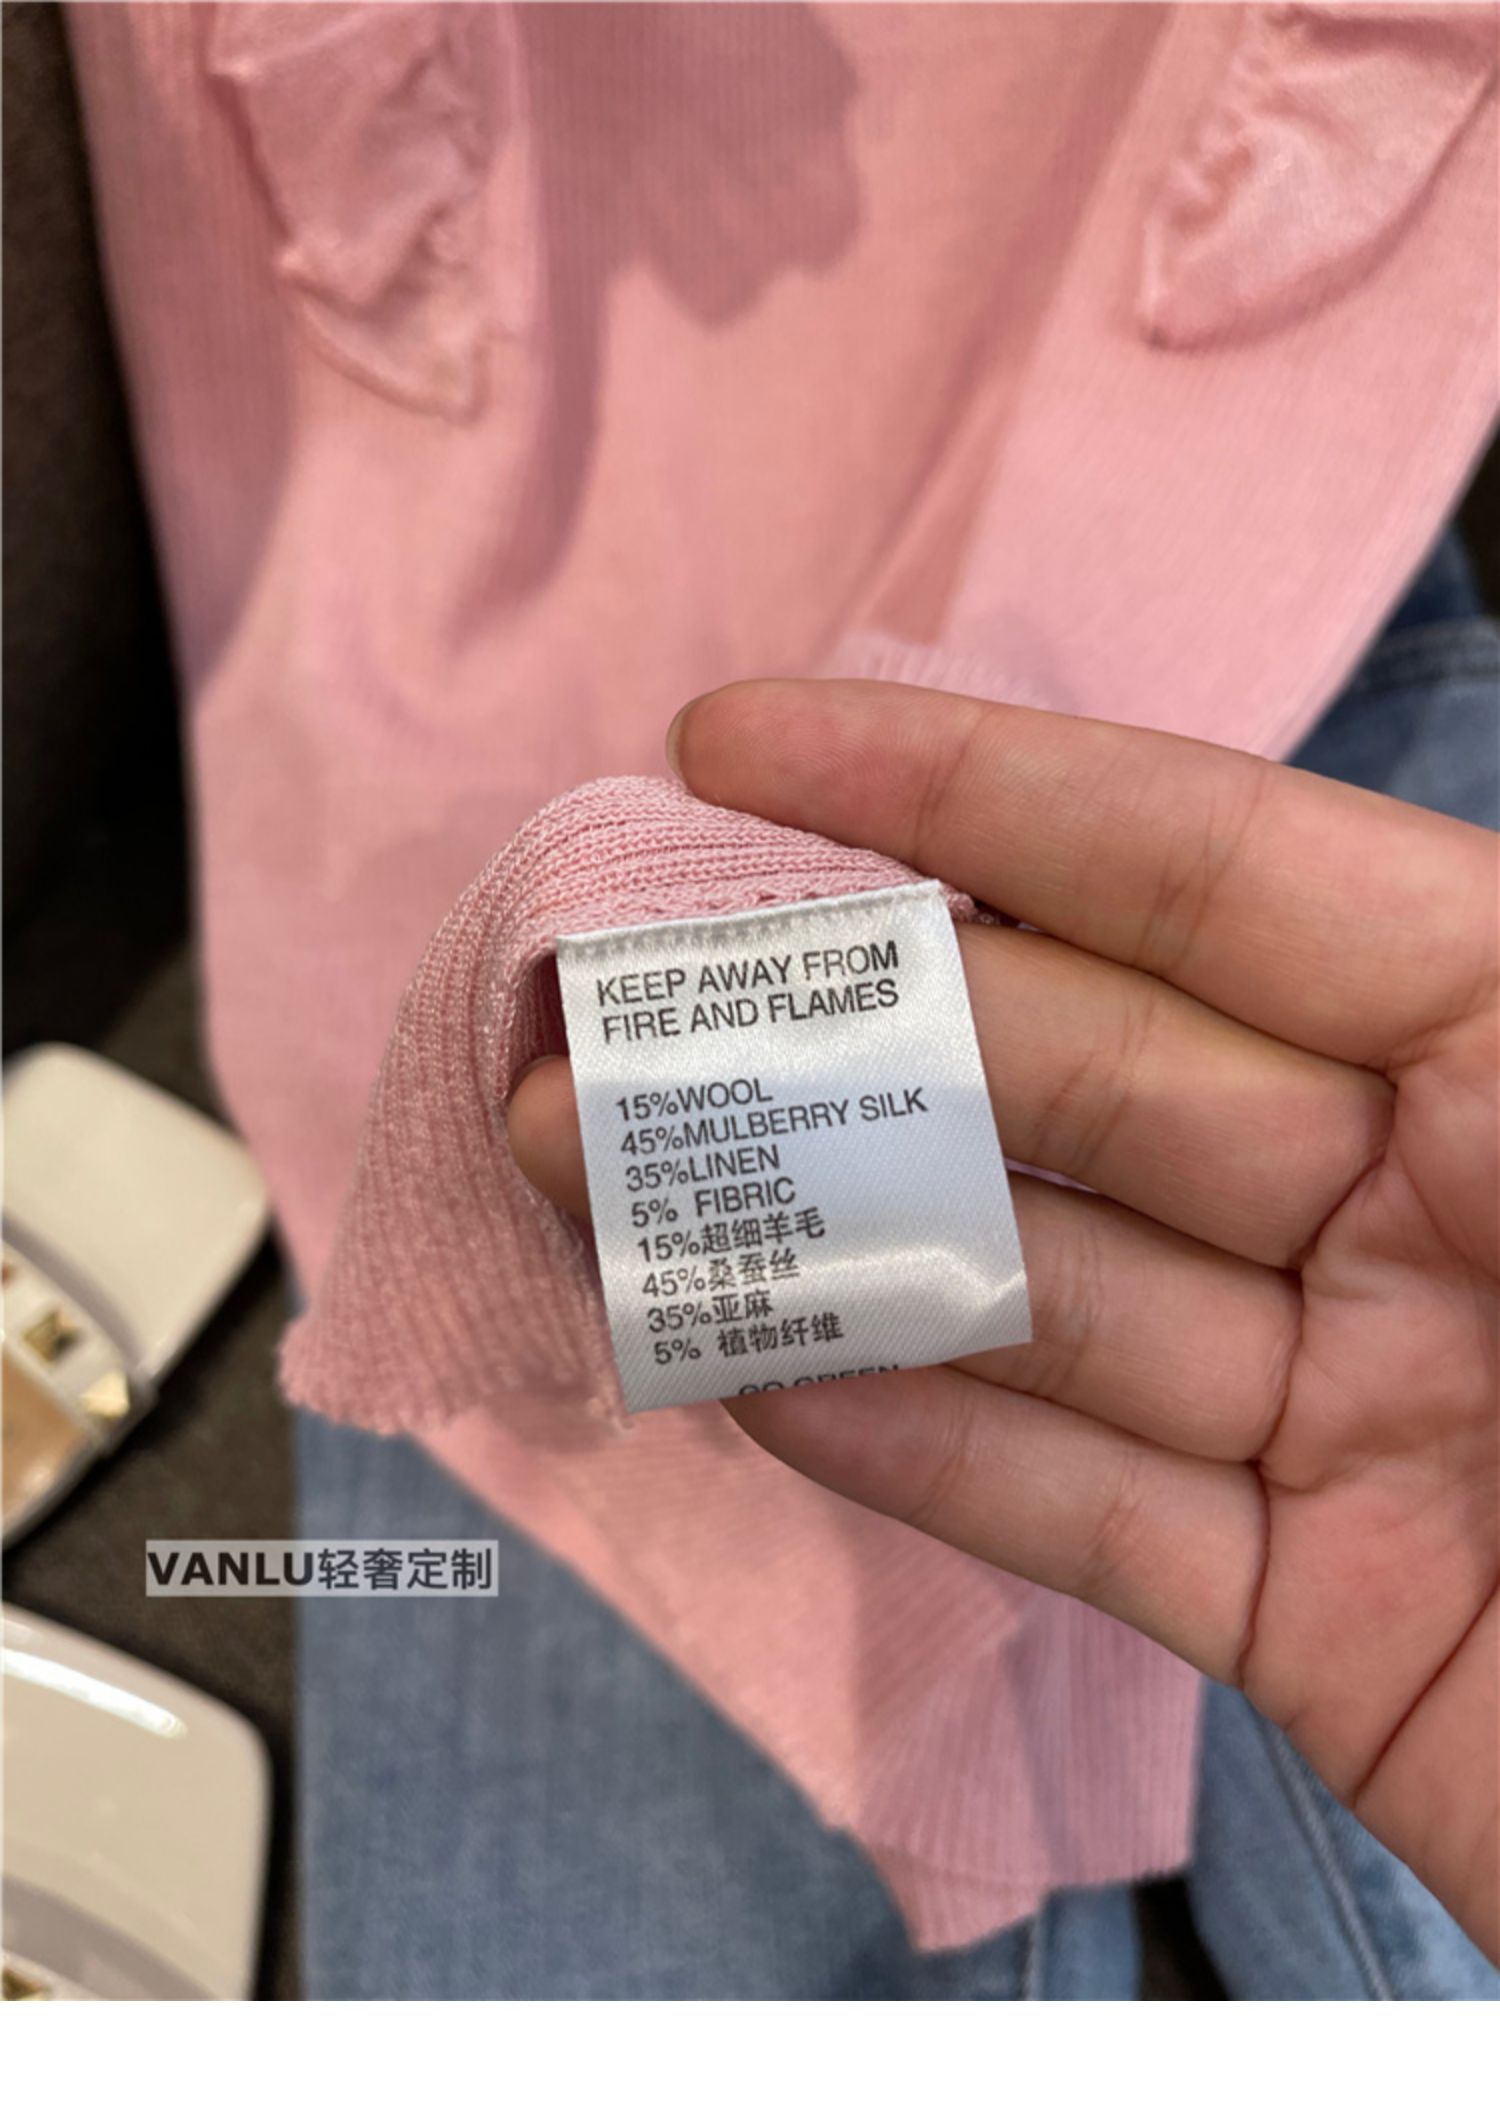 KEEP AWAY FROM
FIRE AND FLAMES
15%WOOL
45%MULBERRY SILK
35%LINEN
5% FIBRIC
15%超细羊毛
45%桑蚕丝
35%亚麻
5% 植物纤维
GO GREEN
VANLU轻奢定制